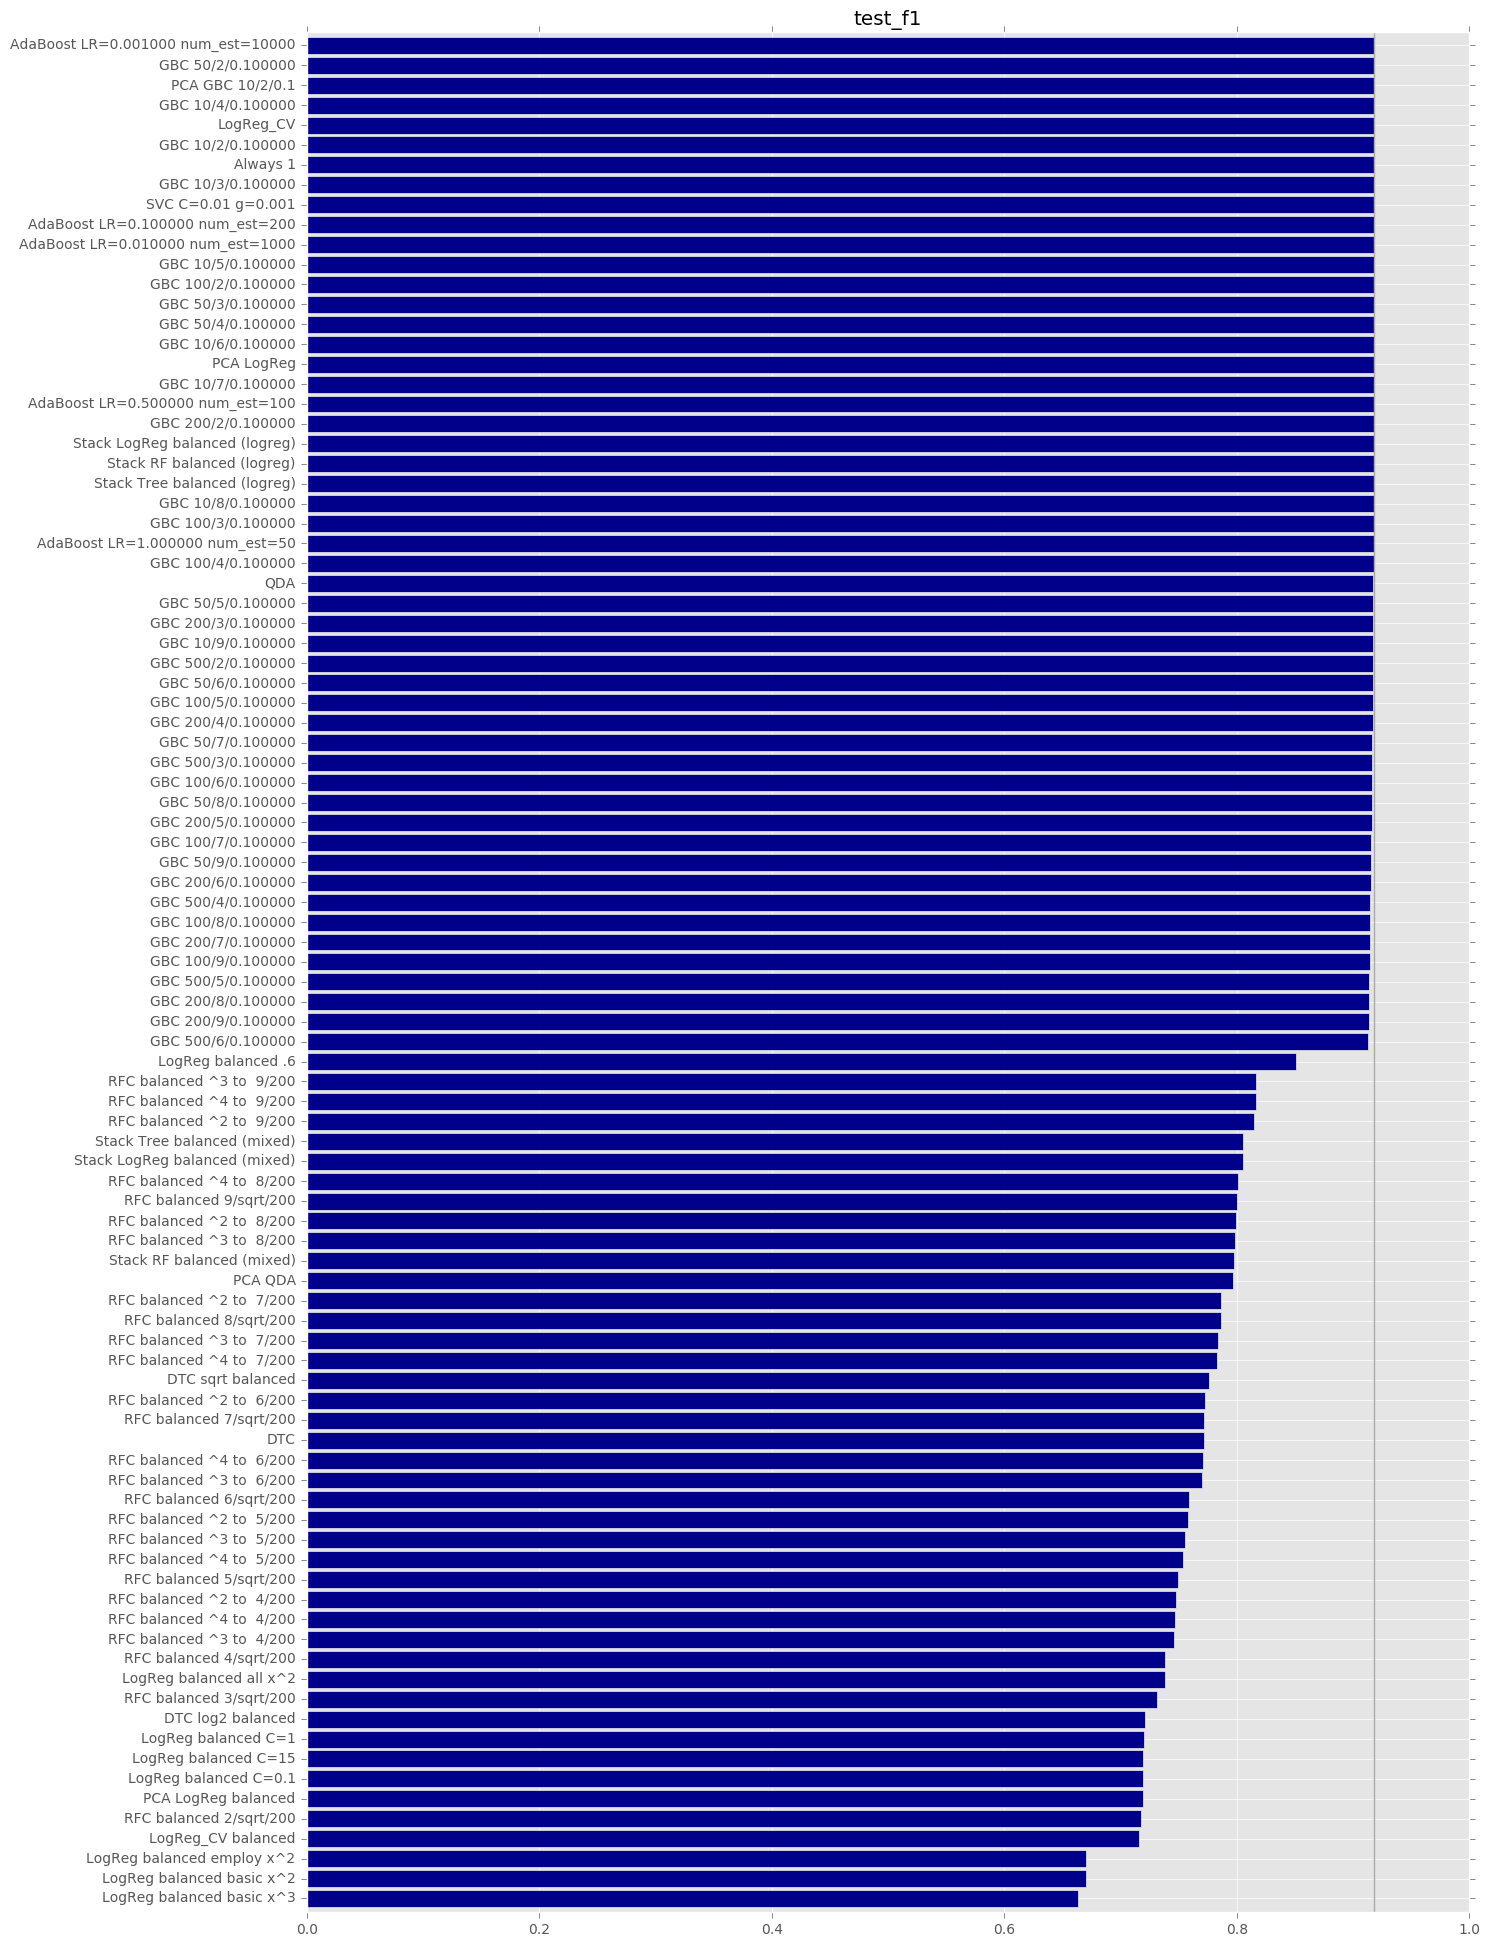 test_f1
AdaBoost LR=0.001000 num_est=10000
GBC 50/2/0.100000
PCA GBC 10/2/0.1
GBC 10/4/0.100000
LogReg_CV
GBC 10/2/0.100000
Always 1
GBC 10/3/0.100000
SVC C=0.01 g=0.001
AdaBoost LR=0.100000 num_est=200
AdaBoost LR=0.010000 num_est=1000
GBC 10/5/0.100000
GBC 100/2/0.100000
GBC 50/3/0.100000
GBC 50/4/0.100000
GBC 10/6/0.100000
PCA LogReg
GBC 10/7/0.100000
AdaBoost LR=0.500000 num_est=100
GBC 200/2/0.100000
Stack LogReg balanced (logreg)
Stack RF balanced (logreg)
Stack Tree balanced (logreg)
GBC 10/8/0.100000
GBC 100/3/0.100000
AdaBoost LR=1.000000 num_est=50
GBC 100/4/0.100000
QDA
GBC 50/5/0.100000
GBC 200/3/0.100000
GBC 10/9/0.100000
GBC 500/2/0.100000
GBC 50/6/0.100000
GBC 100/5/0.100000
GBC 200/4/0.100000
GBC 50/7/0.100000
GBC 500/3/0.100000
GBC 100/6/0.100000
GBC 50/8/0.100000
GBC 200/5/0.100000
GBC 100/7/0.100000
GBC 50/9/0.100000
GBC 200/6/0.100000
GBC 500/4/0.100000
GBC 100/8/0.100000
GBC 200/7/0.100000
GBC 100/9/0.100000
GBC 500/5/0.100000
GBC 200/8/0.100000
GBC 200/9/0.100000
GBC 500/6/0.100000
LogReg balanced .6
RFC balanced ^3 to  9/200
RFC balanced ^4 to  9/200
RFC balanced ^2 to  9/200
Stack Tree balanced (mixed)
Stack LogReg balanced (mixed)
RFC balanced ^4 to  8/200
RFC balanced 9/sqrt/200
RFC balanced ^2 to  8/200
RFC balanced ^3 to  8/200
Stack RF balanced (mixed)
PCA QDA
RFC balanced ^2 to  7/200
RFC balanced 8/sqrt/200
RFC balanced ^3 to  7/200
RFC balanced ^4 to  7/200
DTC sqrt balanced
RFC balanced ^2 to  6/200
RFC balanced 7/sqrt/200
DTC
RFC balanced ^4 to  6/200
RFC balanced ^3 to  6/200
RFC balanced 6/sqrt/200
RFC balanced ^2 to  5/200
RFC balanced ^3 to  5/200
RFC balanced ^4 to  5/200
RFC balanced 5/sqrt/200
RFC balanced ^2 to  4/200
RFC balanced ^4 to  4/200
RFC balanced ^3 to  4/200
RFC balanced 4/sqrt/200
LogReg balanced all x^2
RFC balanced 3/sqrt/200
DTC log2 balanced
LogReg balanced C=1
LogReg balanced C=15
LogReg balanced C=0.1
PCA LogReg balanced
RFC balanced 2/sqrt/200
LogReg_CV balanced
LogReg balanced employ x^2
LogReg balanced basic x^2
LogReg balanced basic x^3
0.0 0.2 0.4 0.6 0.8 1.0